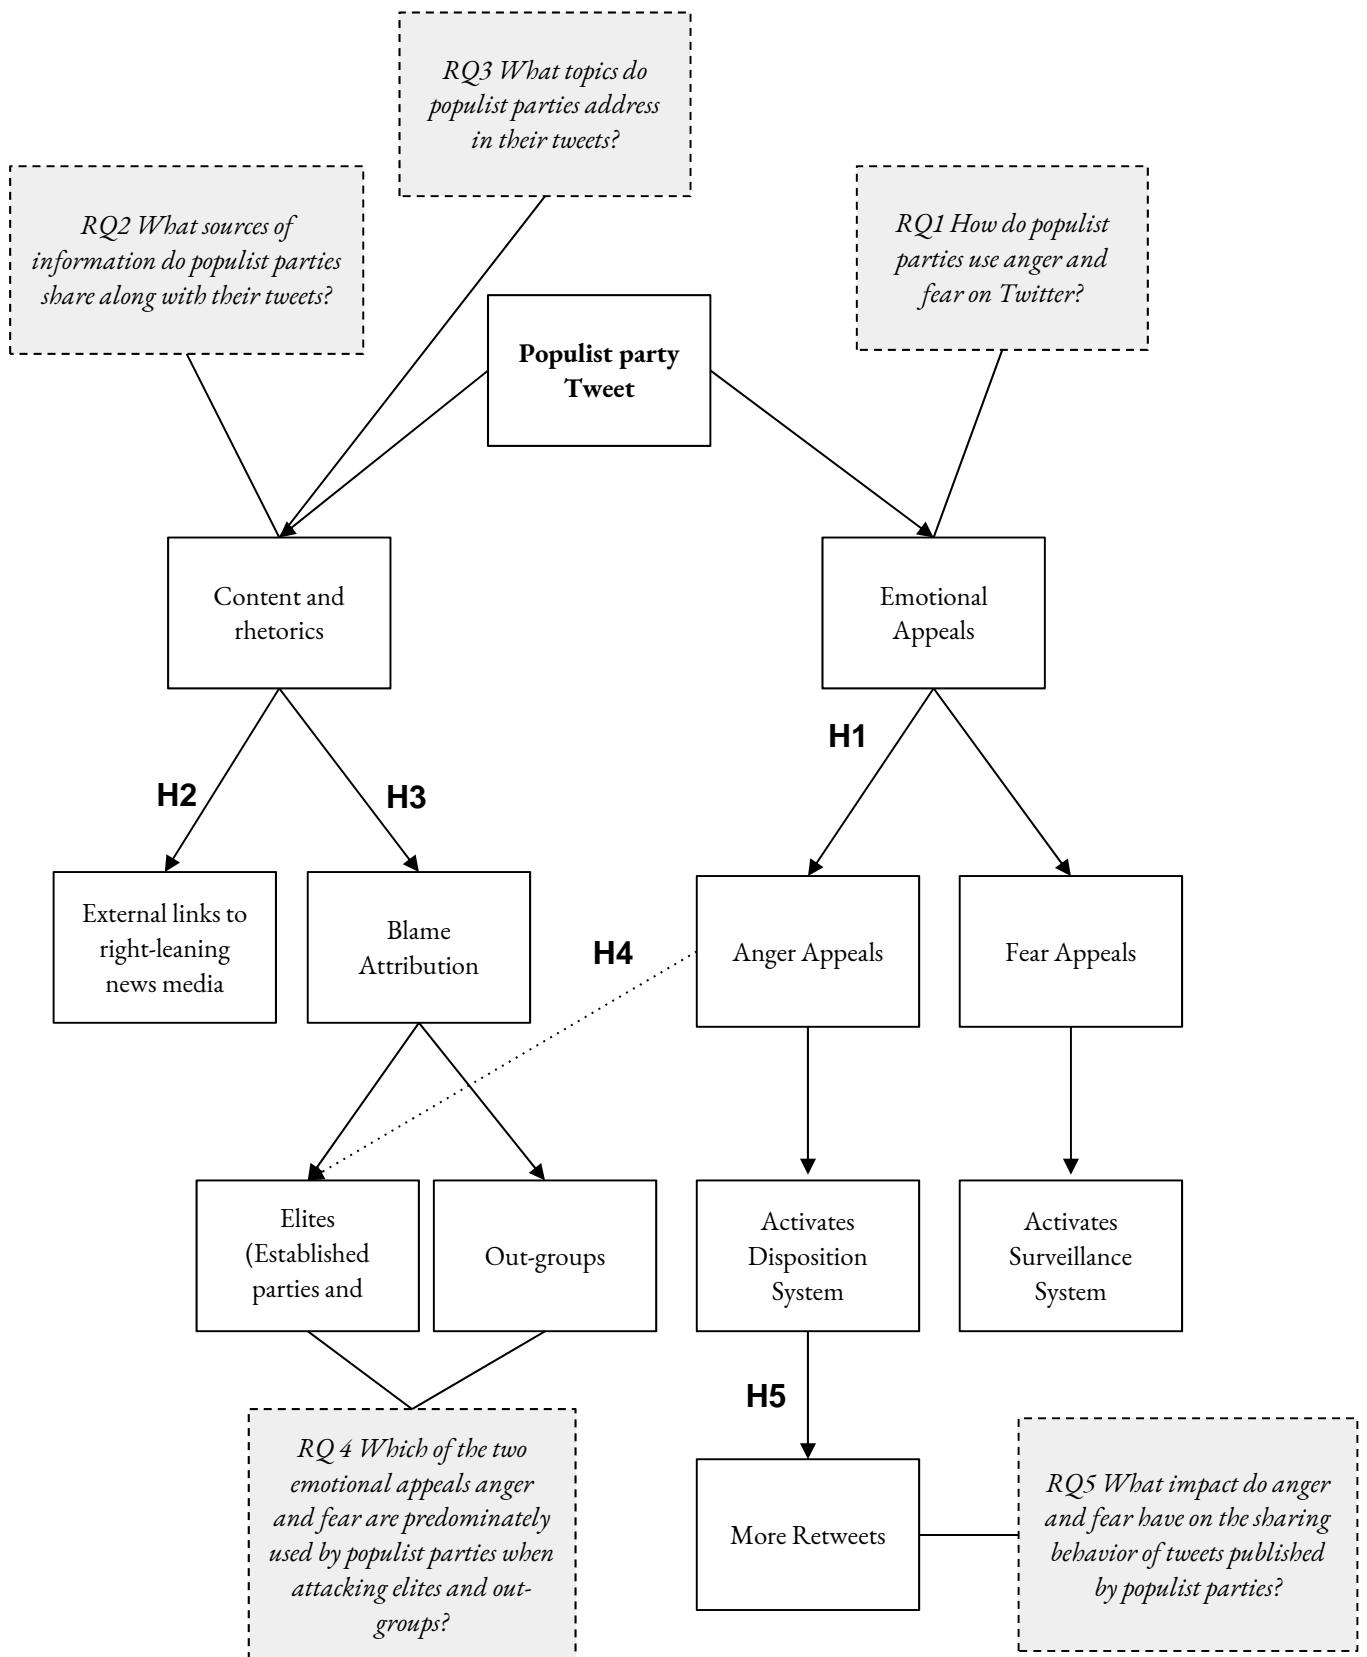 RQ3 What topics do
populist parties address
in their tweets?
RQ2 What sources of
information do populist parties
share along with their tweets?
RQ1 How do populist
parties use anger and
fear on Twitter?
Populist party
Tweet
Content and
rhetorics
Emotional
Appeals
H1
H2
H3
External links to
right-leaning
news media
Blame
Attribution
H4
Anger Appeals
Fear Appeals
Elites
(Established
parties and
Out-groups
Activates
Disposition
System
Activates
Surveillance
System
H5
RQ 4 Which of the two
emotional appeals anger
and fear are predominately
used by populist parties when
attacking elites and out-
groups?
More Retweets
RQ5 What impact do anger
and fear have on the sharing
behavior of tweets published
by populist parties?